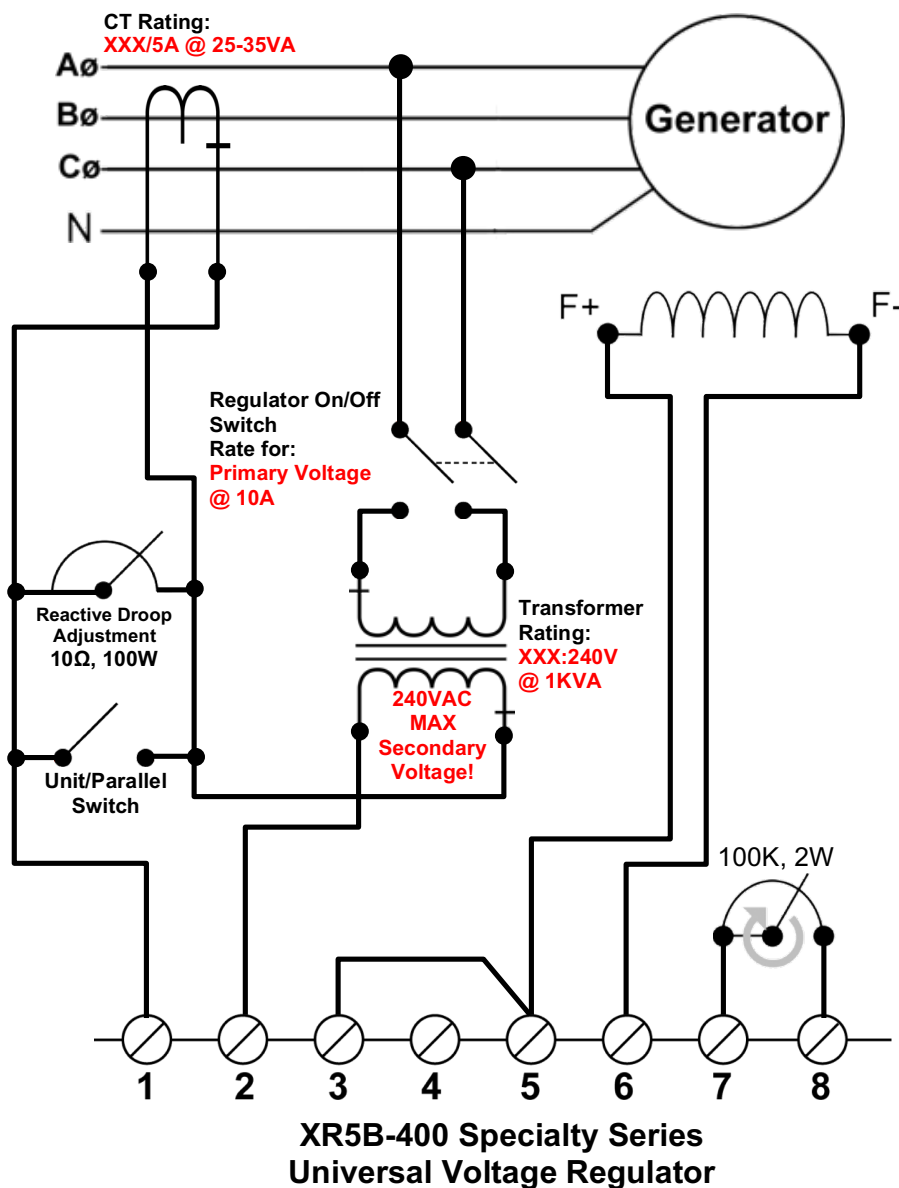 CT Rating:
XXX/5A @ 25-35VA
Aø
Bø
Cø
N
Generator
F+
F-
Regulator On/Off
Switch
Rate for:
Primary Voltage
@ 10A
Reactive Droop
Adjustment
10Ω, 100W
Transformer
Rating:
XXX:240V
@ 1KVA
240VAC
MAX
Secondary
Voltage!
Unit/Parallel
Switch
100K, 2W
1 2 3 4 5 6 7 8
XR5B-400 Specialty Series
Universal Voltage Regulator